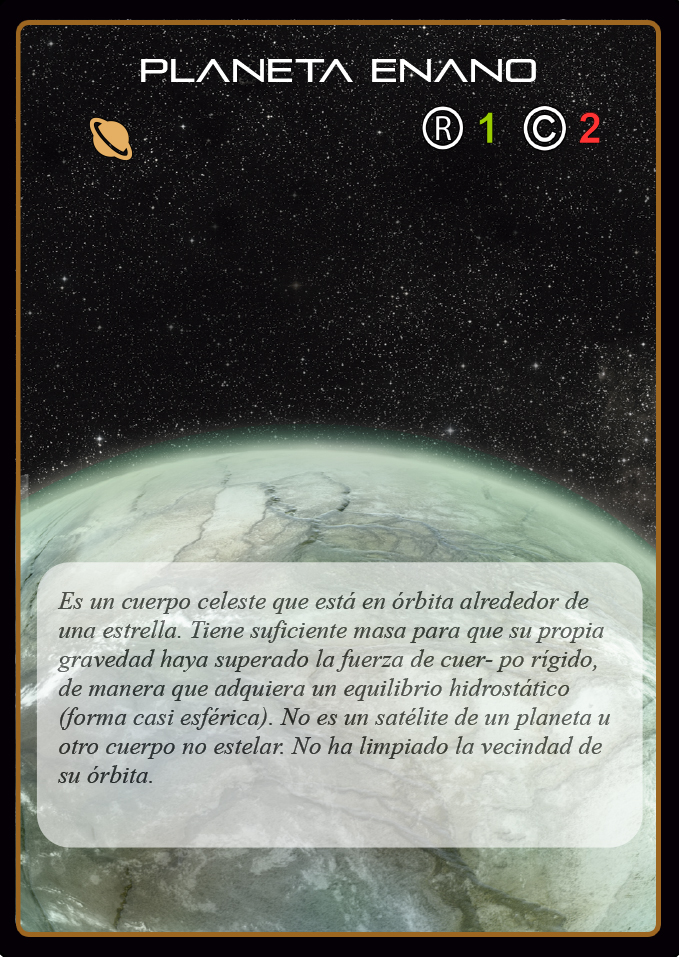 PLANETA ENANO
Ⓡ 1 Ⓒ 2
Es un cuerpo celeste que está en órbita alrededor de
una estrella. Tiene suficiente masa para que su propia
gravedad haya superado la fuerza de cuer- po rígido,
de manera que adquiera un equilibrio hidrostático
(forma casi esférica). No es un satélite de un planeta u
otro cuerpo no estelar. No ha limpiado la vecindad de
su órbita.